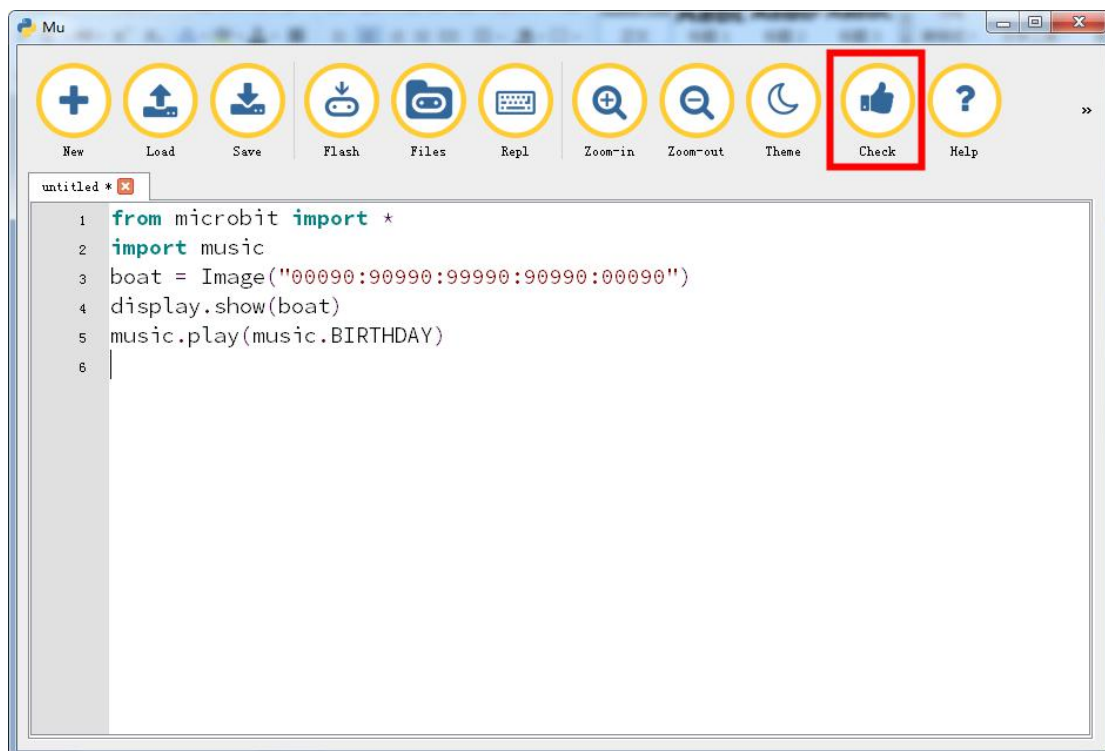 Mu
New Load Save Flash Files Repl Zoom-in Zoom-out Theme Check Help »
untitled *
1 from microbit import *
2 import music
3 boat = Image("00090:90990:99990:90990:00090")
4 display.show(boat)
5 music.play(music.BIRTHDAY)
6